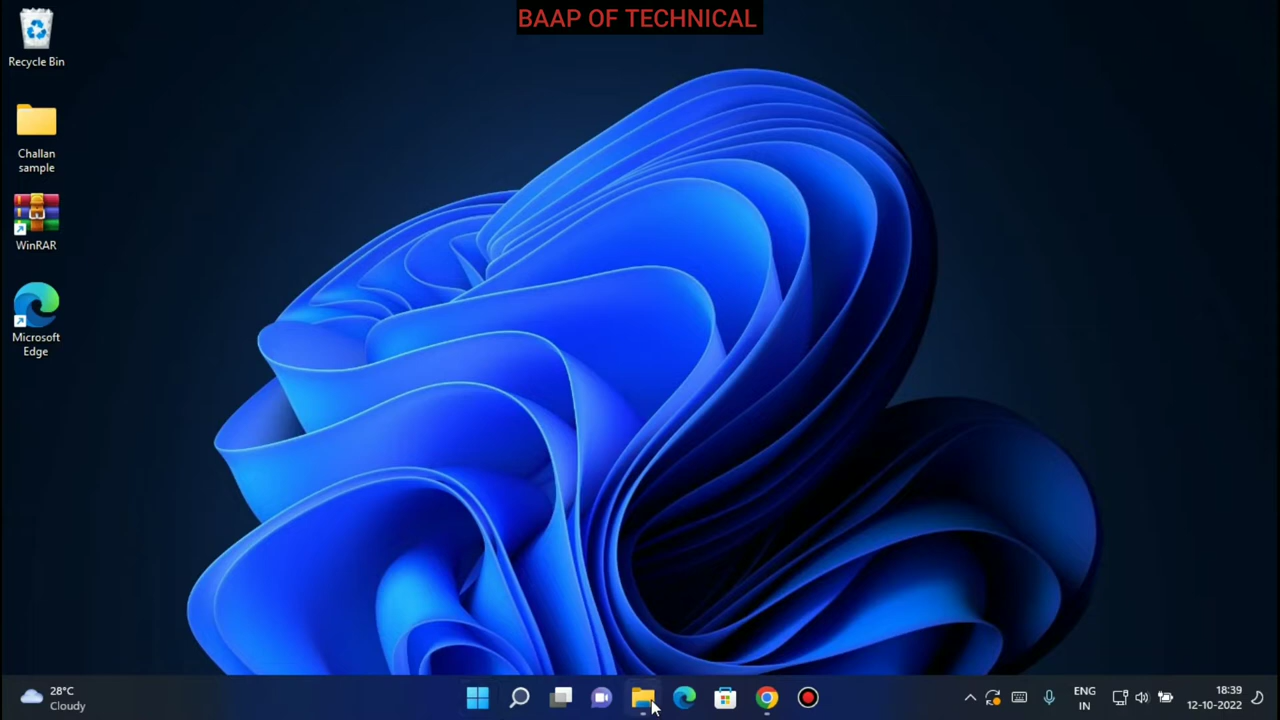 BAAP OF TECHNICAL
Recycle Bin
Challan
sample
WinRAR
Microsoft
Edge
28°C
Cloudy
ENG
IN
18:39
12-10-2022